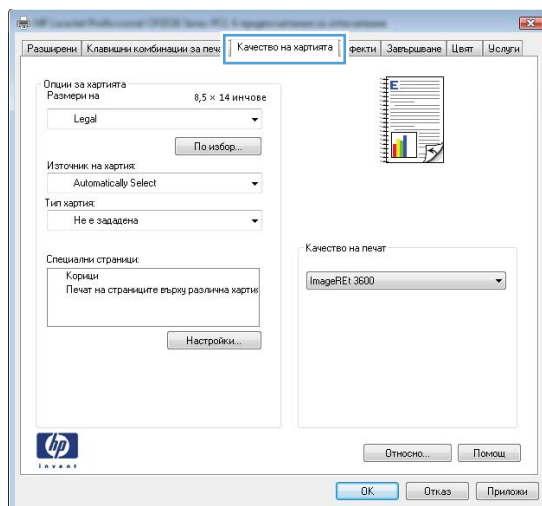 Разширени
Клавишни комбинации за печа
Качество на хартията
фекти
Завършване
Цвят
Услуги
Опции за хартията
Размери на
8,5 × 14 инчове
Legal
По избор...
Източник на хартия:
Automatically Select
Тип хартия:
Не е зададена
Специални страници:
Корици
Печат на страниците върху различна хартия
Настройки...
E
Качество на печат
ImageREt 3600
hp
invent
Относно...
Помощ
OK
Отказ
Приложи